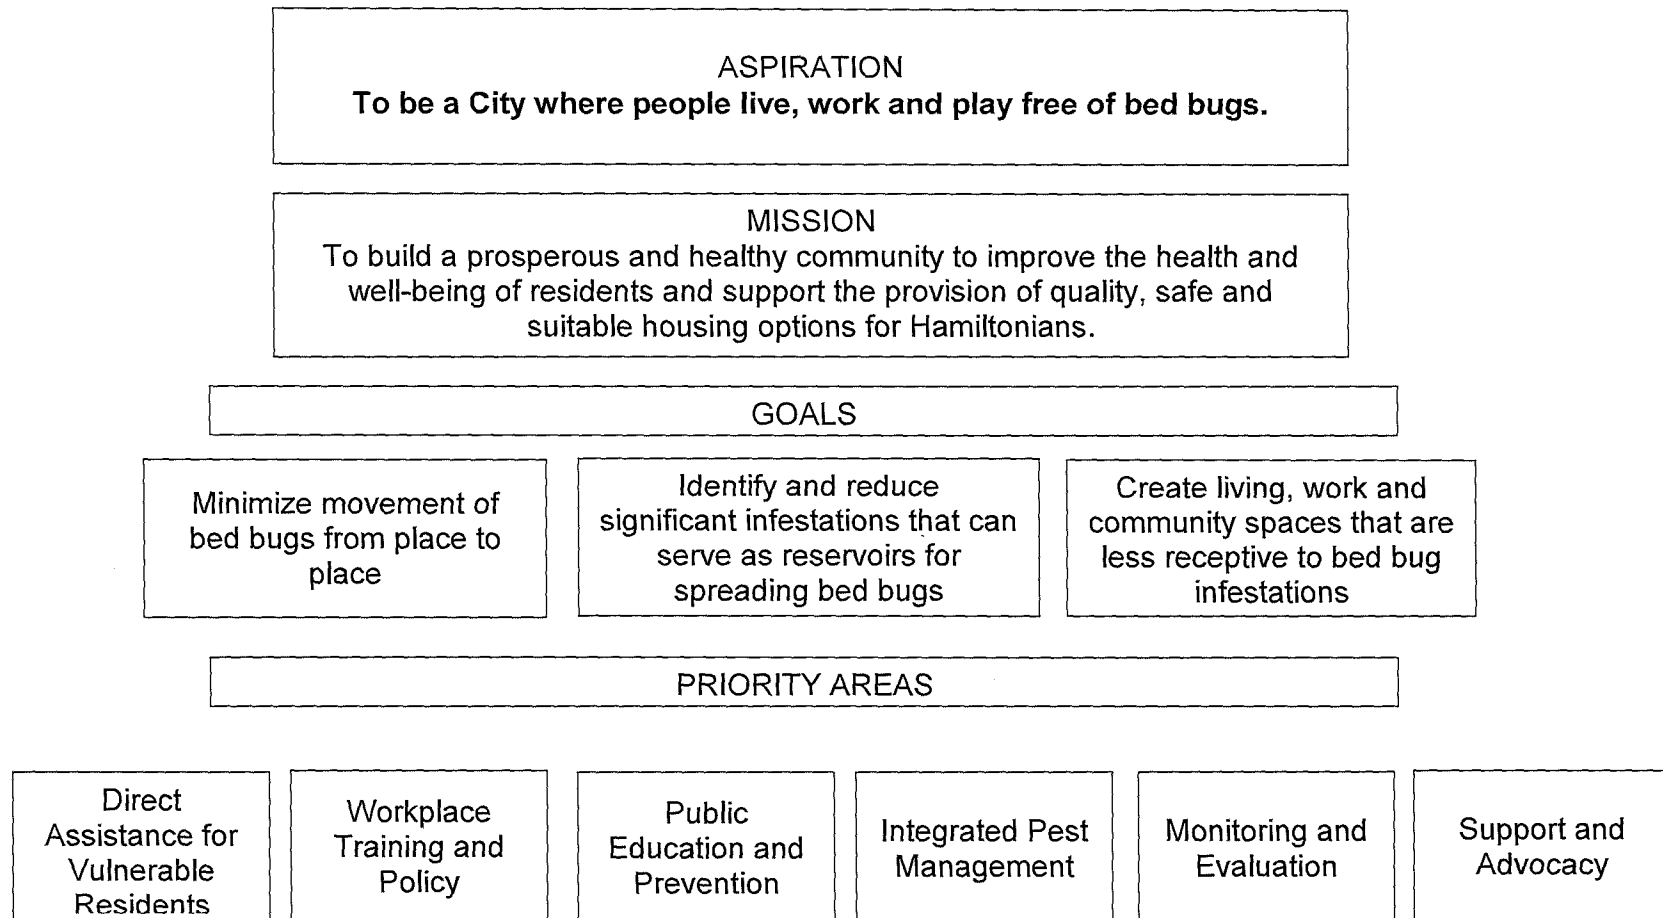 ASPIRATION
To be a City where people live, work and play free of bed bugs.
MISSION
To build a prosperous and healthy community to improve the health and
well-being of residents and support the provision of quality, safe and
suitable housing options for Hamiltonians.
GOALS
Minimize movement of
bed bugs from place to
place
Identify and reduce
significant infestations that can
serve as reservoirs for
spreading bed bugs
Create living, work and
community spaces that are
less receptive to bed bug
infestations
PRIORITY AREAS
Direct
Assistance for
Vulnerable
Residents
Workplace
Training and
Policy
Public
Education and
Prevention
Integrated Pest
Management
Monitoring and
Evaluation
Support and
Advocacy